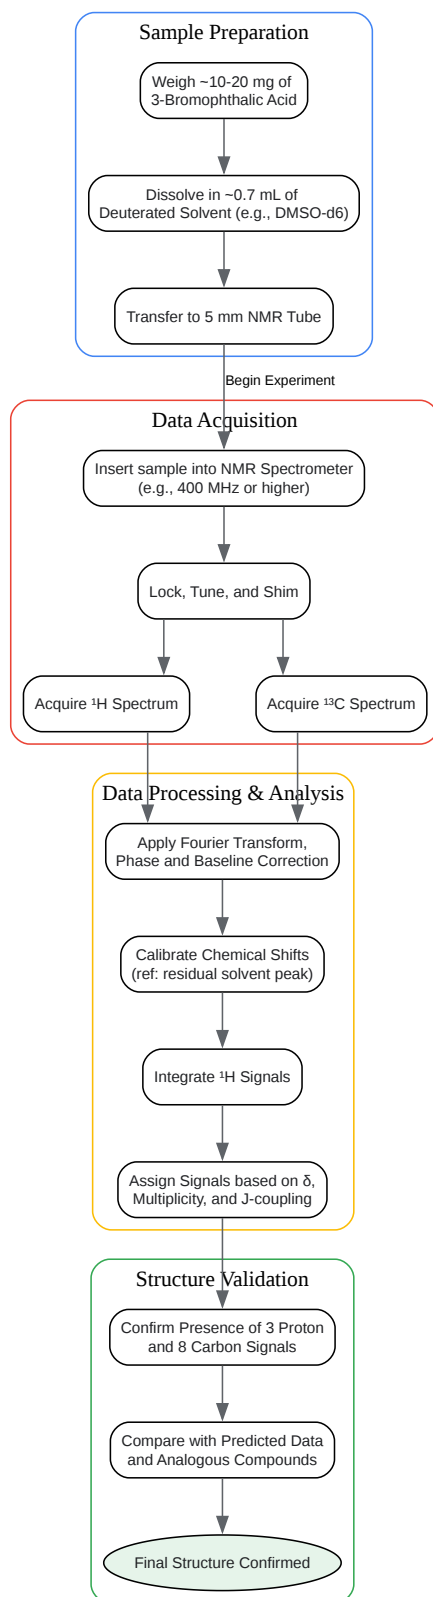 Sample Preparation
Weigh ~10-20 mg of
3-Bromophthalic Acid
Dissolve in ~0.7 mL of
Deuterated Solvent (e.g., DMSO-d6)
Transfer to 5 mm NMR Tube
Begin Experiment
Data Acquisition
Insert sample into NMR Spectrometer
(e.g., 400 MHz or higher)
Lock, Tune, and Shim
Acquire ¹H Spectrum
Acquire ¹³C Spectrum
Data Processing & Analysis
Apply Fourier Transform,
Phase and Baseline Correction
Calibrate Chemical Shifts
(ref: residual solvent peak)
Integrate ¹H Signals
Assign Signals based on δ,
Multiplicity, and J-coupling
Structure Validation
Confirm Presence of 3 Proton
and 8 Carbon Signals
Compare with Predicted Data
and Analogous Compounds
Final Structure Confirmed